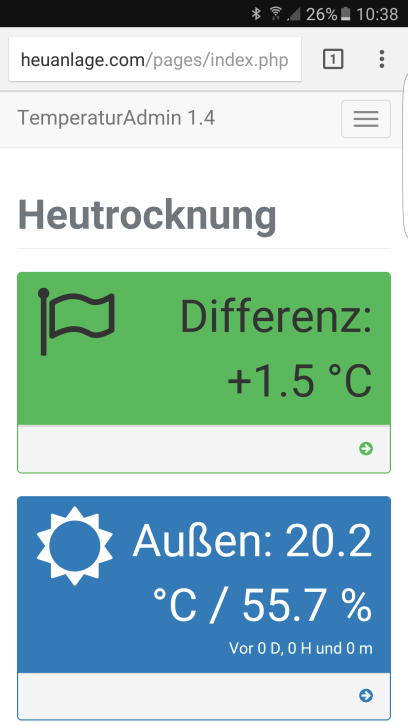 26% 10:38
heuanlage.com/pages/index.php
1
TemperaturAdmin 1.4
Heutrocknung
Differenz:
+1.5 °C
Außen: 20.2
°C / 55.7 %
Vor 0 D, 0 H und 0 m